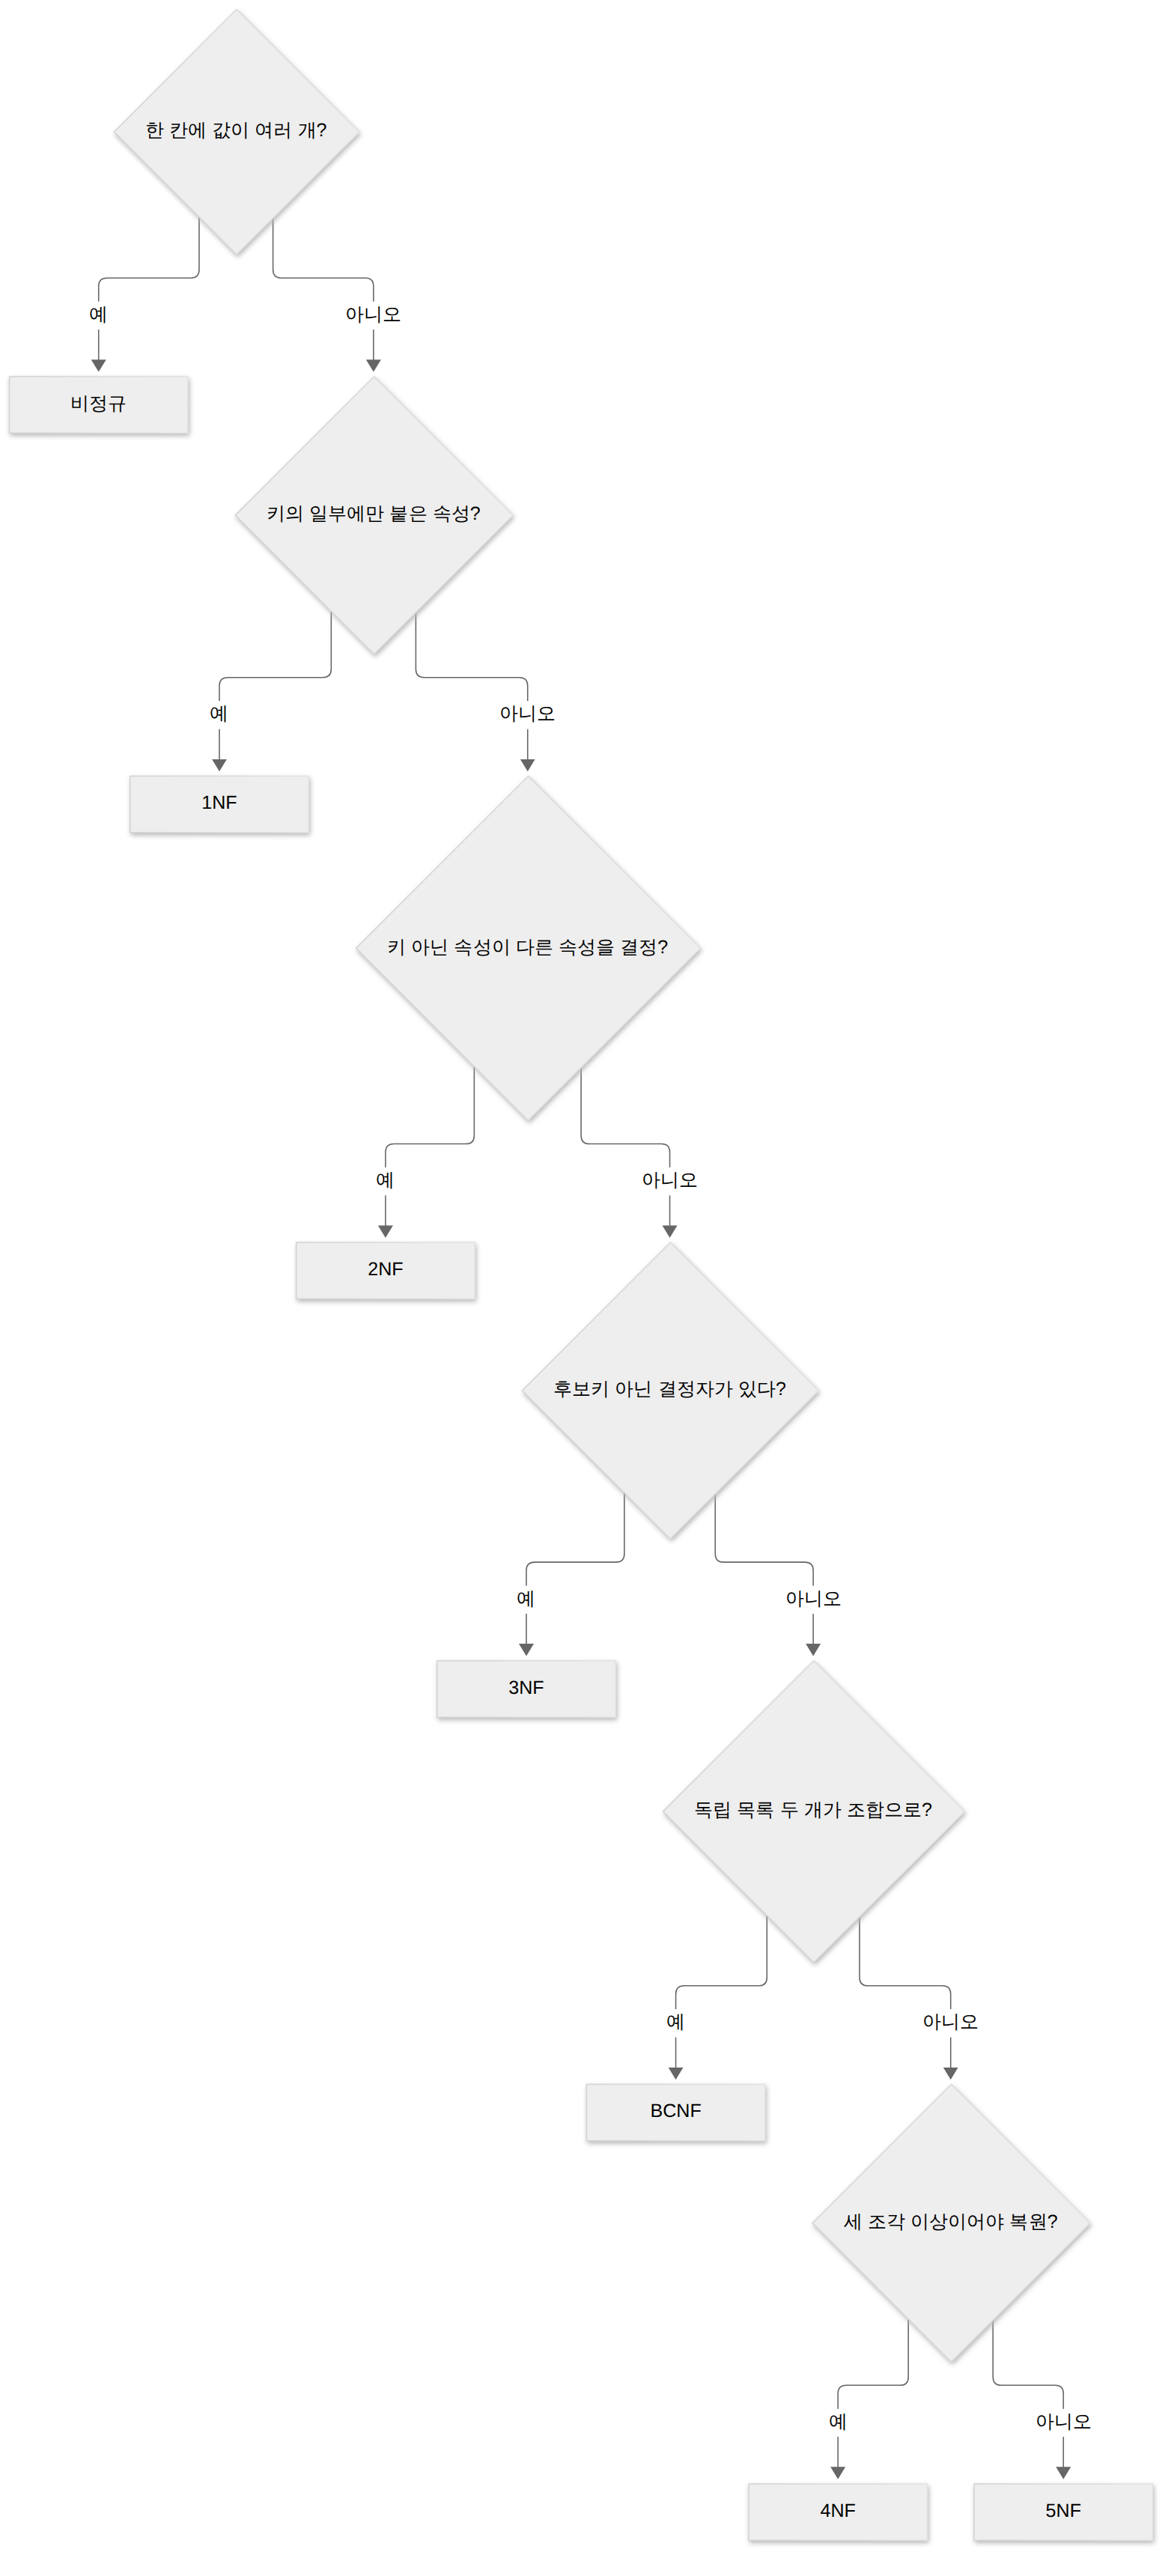 한 칸에 값이 여러 개?
예
아니오
비정규
키의 일부에만 붙은 속성?
예
아니오
1NF
키 아닌 속성이 다른 속성을 결정?
예
아니오
2NF
후보키 아닌 결정자가 있다?
예
아니오
3NF
독립 목록 두 개가 조합으로?
예
아니오
BCNF
세 조각 이상이어야 복원?
예
아니오
4NF
5NF